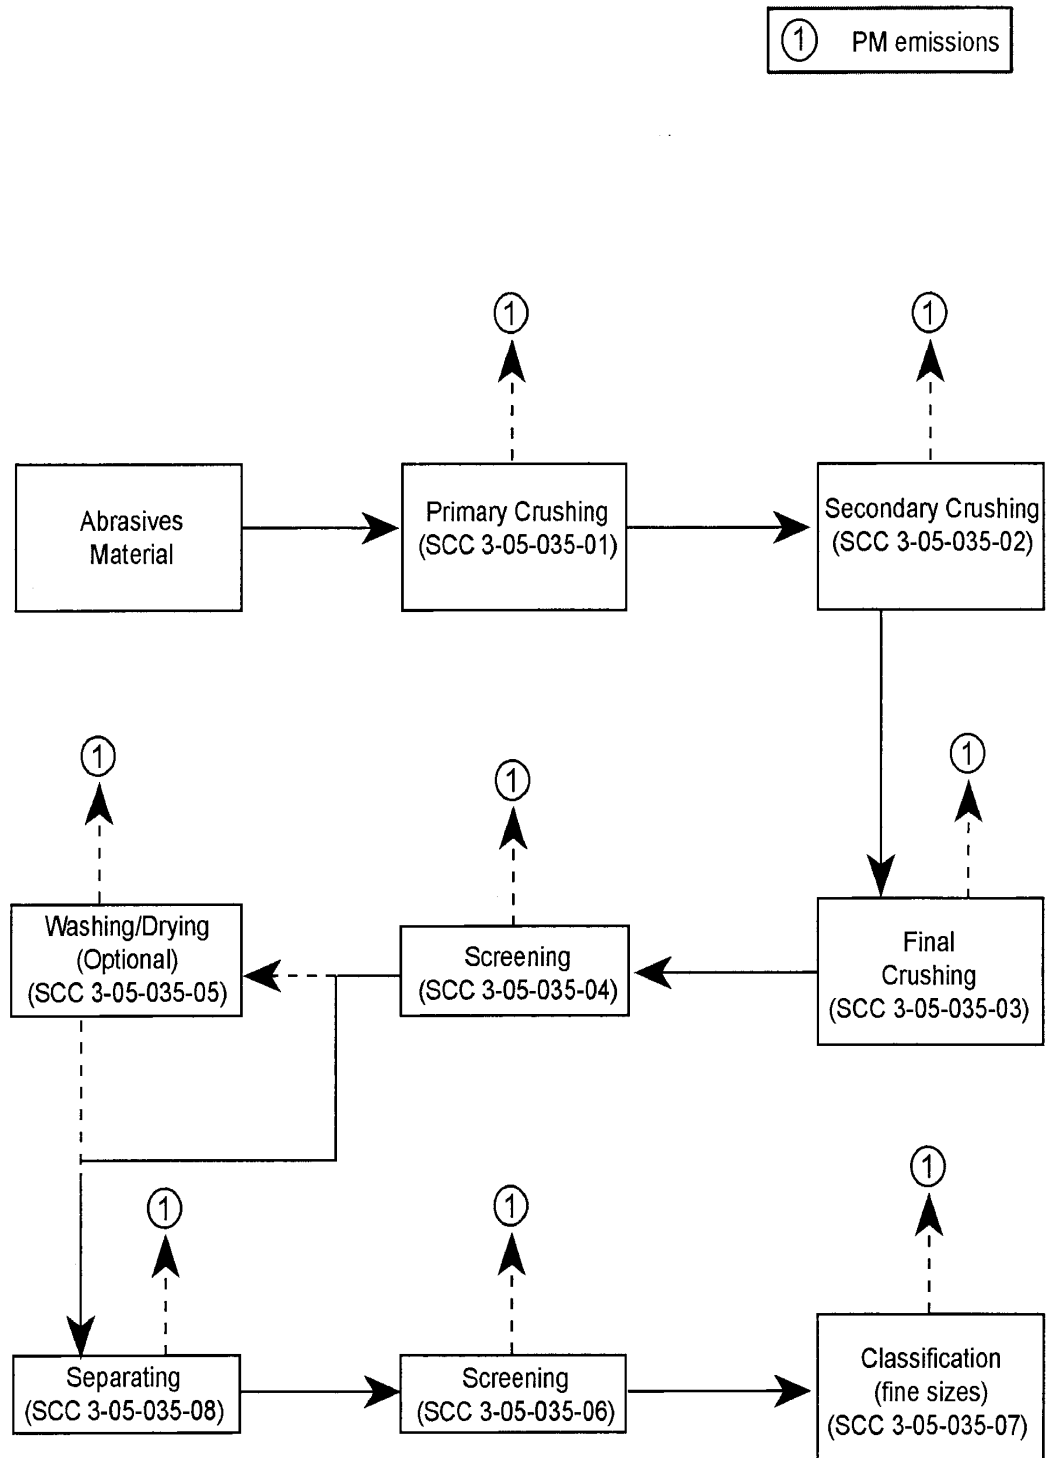 1 PM emissions
1
1
Abrasives
Material
Primary Crushing
(SCC 3-05-035-01)
Secondary Crushing
(SCC 3-05-035-02)
1
1
1
Washing/Drying
(Optional)
(SCC 3-05-035-05)
Screening
(SCC 3-05-035-04)
Final
Crushing
(SCC 3-05-035-03)
1
1
1
Separating
(SCC 3-05-035-08)
Screening
(SCC 3-05-035-06)
Classification
(fine sizes)
(SCC 3-05-035-07)